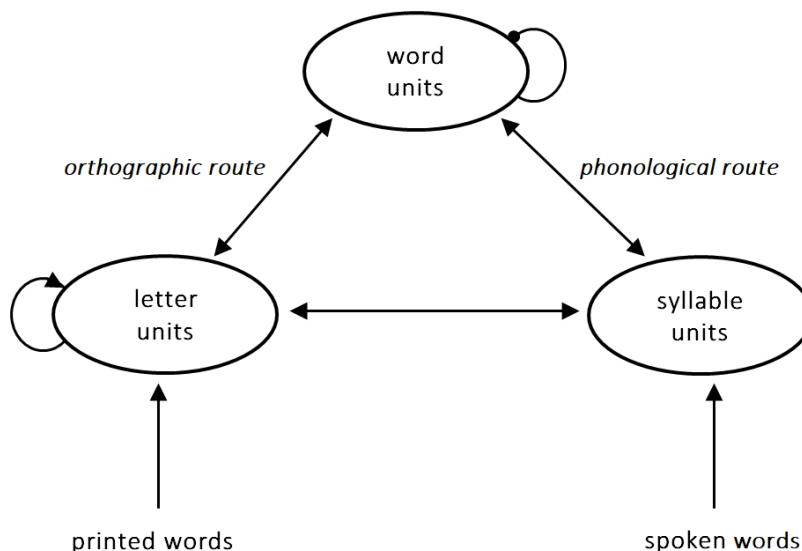 word
units
orthographic route
phonological route
letter
units
syllable
units
printed words
spoken words